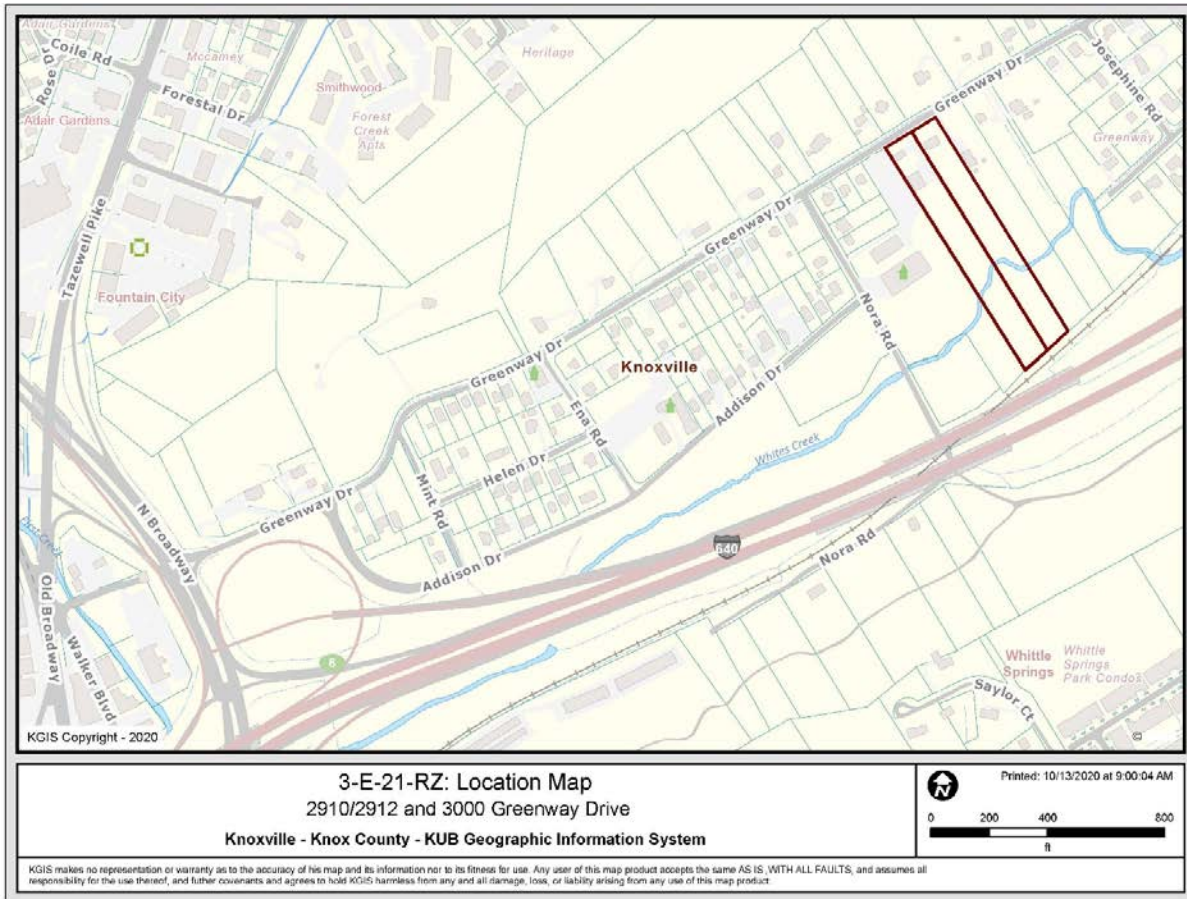 Adair Gardens
Coile Rd
Rose Dr
Mccamey
Forestal Dr
Adair Gardens
Heritage
Smithwood
Forest
Creek
Apts
Josephine Rd
Greenway Dr
Greenway
Tazewell Pike
Greenway Dr
Fountain City
Nora Rd
Greenway Dr
Knoxville
Ena Rd
Addison Dr
Helen Dr
Mint Rd
Whites Creek
Greenway Dr
N Broadway
640
Addison Dr
Nora Rd
Old Broadway
Walker Blvd
6
Whittle
Springs
Whittle
Springs
Park Condos
Saylor Ct
KGIS Copyright - 2020
©
3-E-21-RZ: Location Map
2910/2912 and 3000 Greenway Drive
Knoxville - Knox County - KUB Geographic Information System
N
Printed: 10/13/2020 at 9:00:04 AM
0 200 400 800
ft
KGIS makes no representation or warranty as to the accuracy of his map and its information nor to its fitness for use. Any user of this map product accepts the same AS IS ,WITH ALL FAULTS, and assumes all
responsibility for the use thereof, and futher covenants and agrees to hold KGIS harmless from any and all damage, loss, or liability arising from any use of this map product.